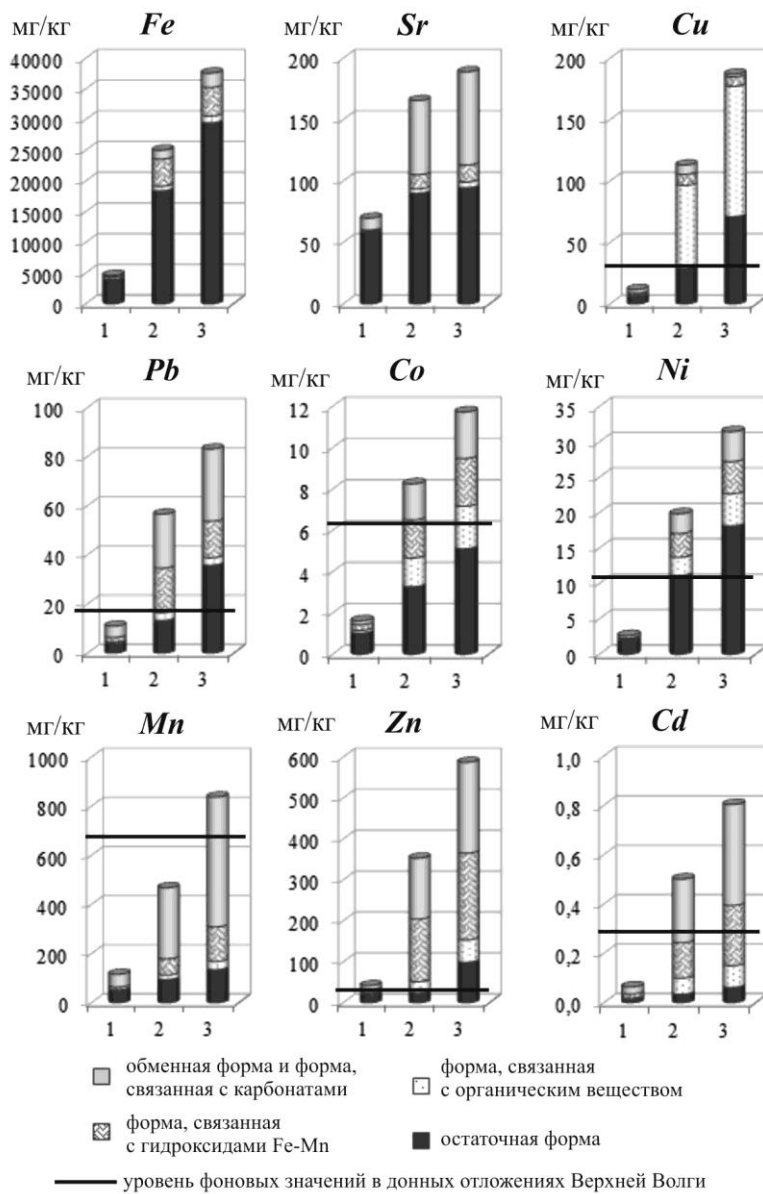 мг/кг Fe
40000
35000
30000
25000
20000
15000
10000
5000
0
1 2 3
мг/кг Sr
200
150
100
50
0
1 2 3
мг/кг Cu
200
150
100
50
0
1 2 3
мг/кг Pb
100
80
60
40
20
0
1 2 3
мг/кг Co
12
10
8
6
4
2
0
1 2 3
мг/кг Ni
35
30
25
20
15
10
5
0
1 2 3
мг/кг Mn
1000
800
600
400
200
0
1 2 3
мг/кг Zn
600
500
400
300
200
100
0
1 2 3
мг/кг Cd
1,0
0,8
0,6
0,4
0,2
0,0
1 2 3
обменная форма и форма,
связанная с карбонатами
форма, связанная
с органическим веществом
форма, связанная
с гидроксидами Fe-Mn
остаточная форма
уровень фоновых значений в донных отложениях Верхней Волги